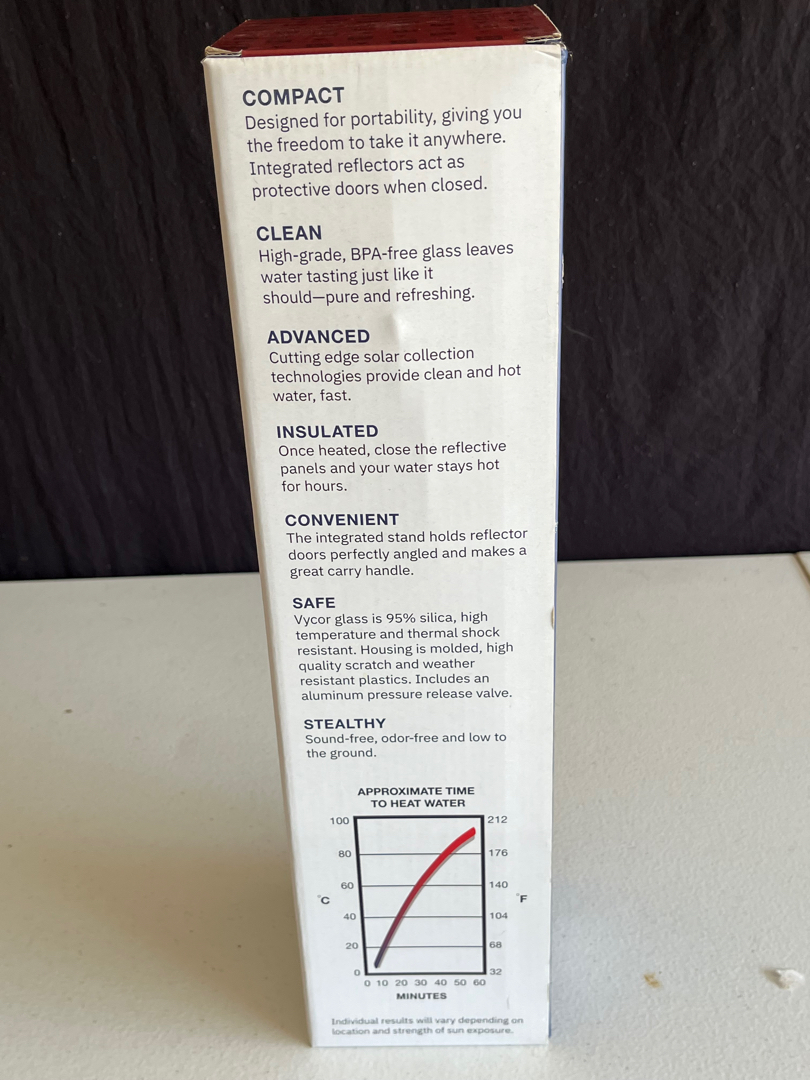 COMPACT
Designed for portability, giving you
the freedom to take it anywhere.
Integrated reflectors act as
protective doors when closed.
CLEAN
High-grade, BPA-free glass leaves
water tasting just like it
should—pure and refreshing.
ADVANCED
Cutting edge solar collection
technologies provide clean and hot
water, fast.
INSULATED
Once heated, close the reflective
panels and your water stays hot
for hours.
CONVENIENT
The integrated stand holds reflector
doors perfectly angled and makes a
great carry handle.
SAFE
Vycor glass is 95% silica, high
temperature and thermal shock
resistant. Housing is molded, high
quality scratch and weather
resistant plastics. Includes an
aluminum pressure release valve.
STEALTHY
Sound-free, odor-free and low to
the ground.
APPROXIMATE TIME
TO HEAT WATER
100 212
80 176
60 140
°C °F
40 104
20 68
0 32
0 10 20 30 40 50 60
MINUTES
Individual results will vary depending on
location and strength of sun exposure.